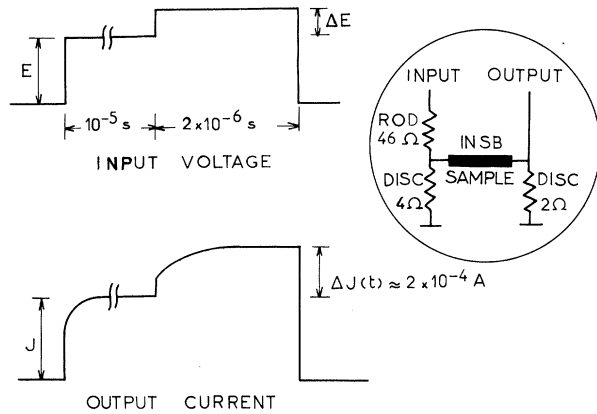 ΔE
E
10⁻⁵ s
2 x 10⁻⁶ s
INPUT VOLTAGE
INPUT OUTPUT
ROD
46 Ω
INSB
SAMPLE
DISC
4Ω
DISC
2Ω
ΔJ(t) ≈ 2 x 10⁻⁴ A
J
OUTPUT CURRENT